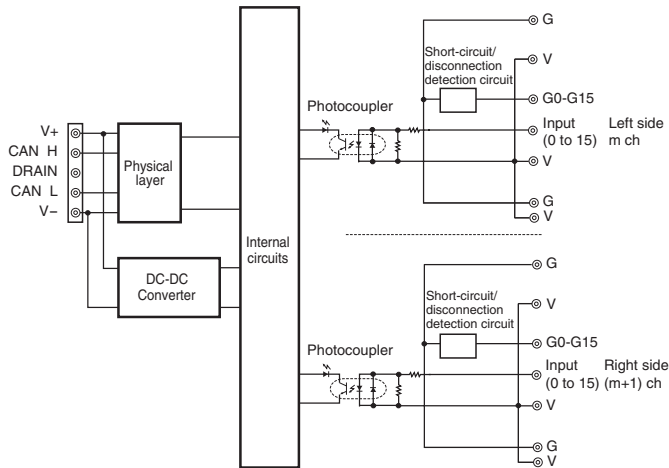 V+
CAN H
DRAIN
CAN L
V−
Physical
layer
DC-DC
Converter
Internal
circuits
Photocoupler
Short-circuit/
disconnection
detection circuit
G
V
G0-G15
Input Left side
(0 to 15) m ch
V
G
V
Photocoupler
Short-circuit/
disconnection
detection circuit
G
V
G0-G15
Input Right side
(0 to 15) (m+1) ch
V
G
V